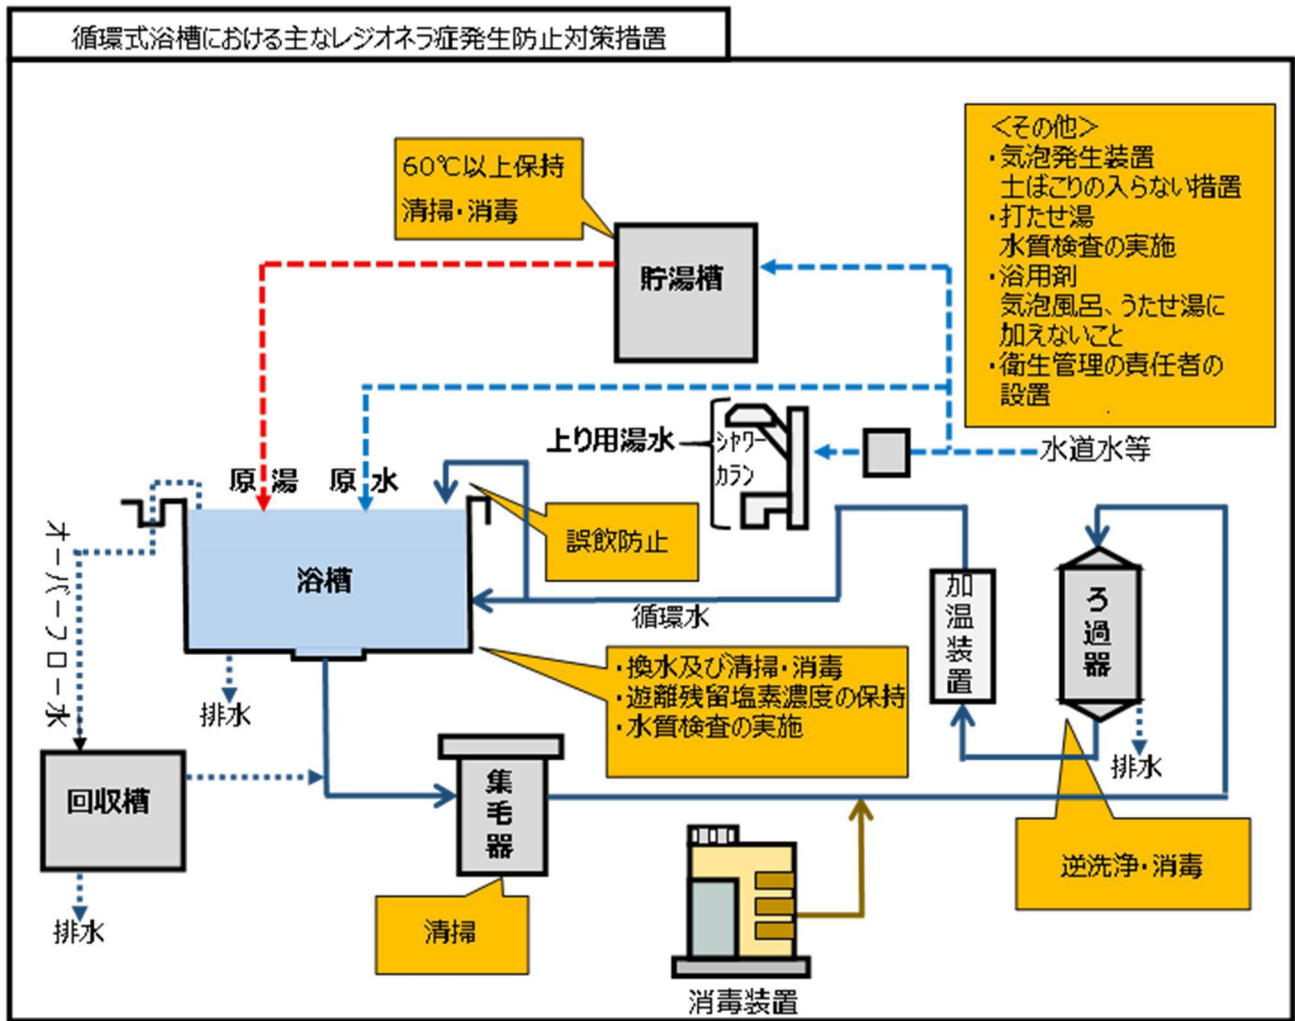 循環式浴槽における主なレジオネラ症発生防止対策措置
<その他>
・気泡発生装置
土ぼこりの入らない措置
・打たせ湯
水質検査の実施
・浴用剤
気泡風呂、うたせ湯に
加えないこと
・衛生管理の責任者の
設置
60℃以上保持
清掃・消毒
貯湯槽
上り用湯水
シャワー
カラン
水道水等
原湯
原水
誤飲防止
オーバーフロー水
浴槽
循環水
加温装置
ろ過器
・換水及び清掃・消毒
・遊離残留塩素濃度の保持
・水質検査の実施
排水
排水
回収槽
集毛器
逆洗浄・消毒
排水
清掃
消毒装置